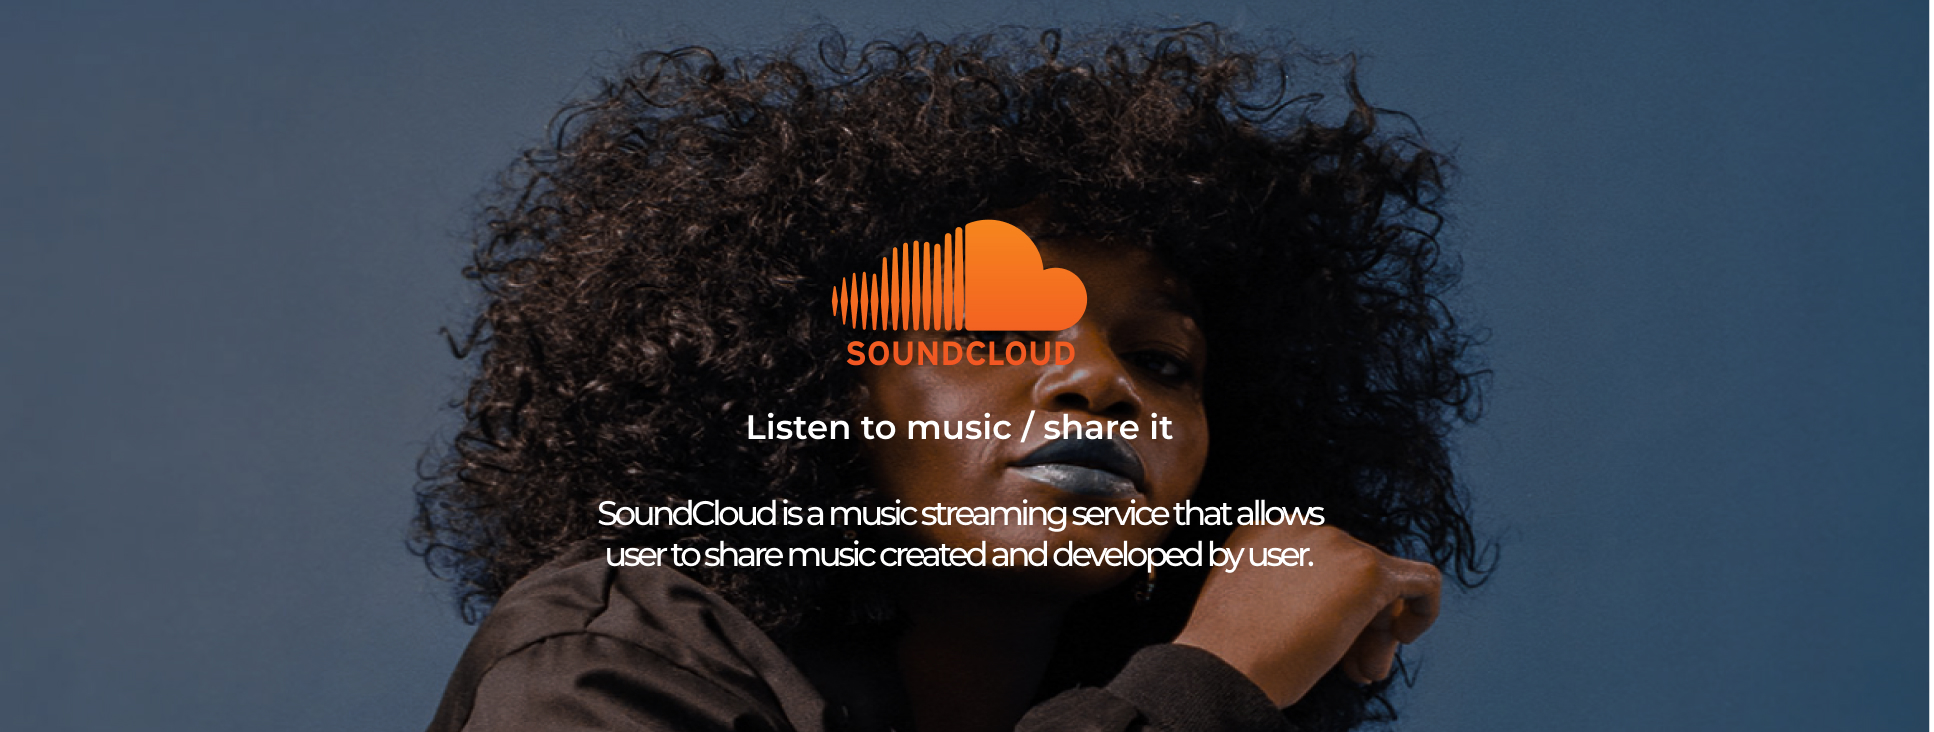 SOUNDCLOUD
Listen to music / share it
SoundCloud is a music streaming service that allows
user to share music created and developed by user.